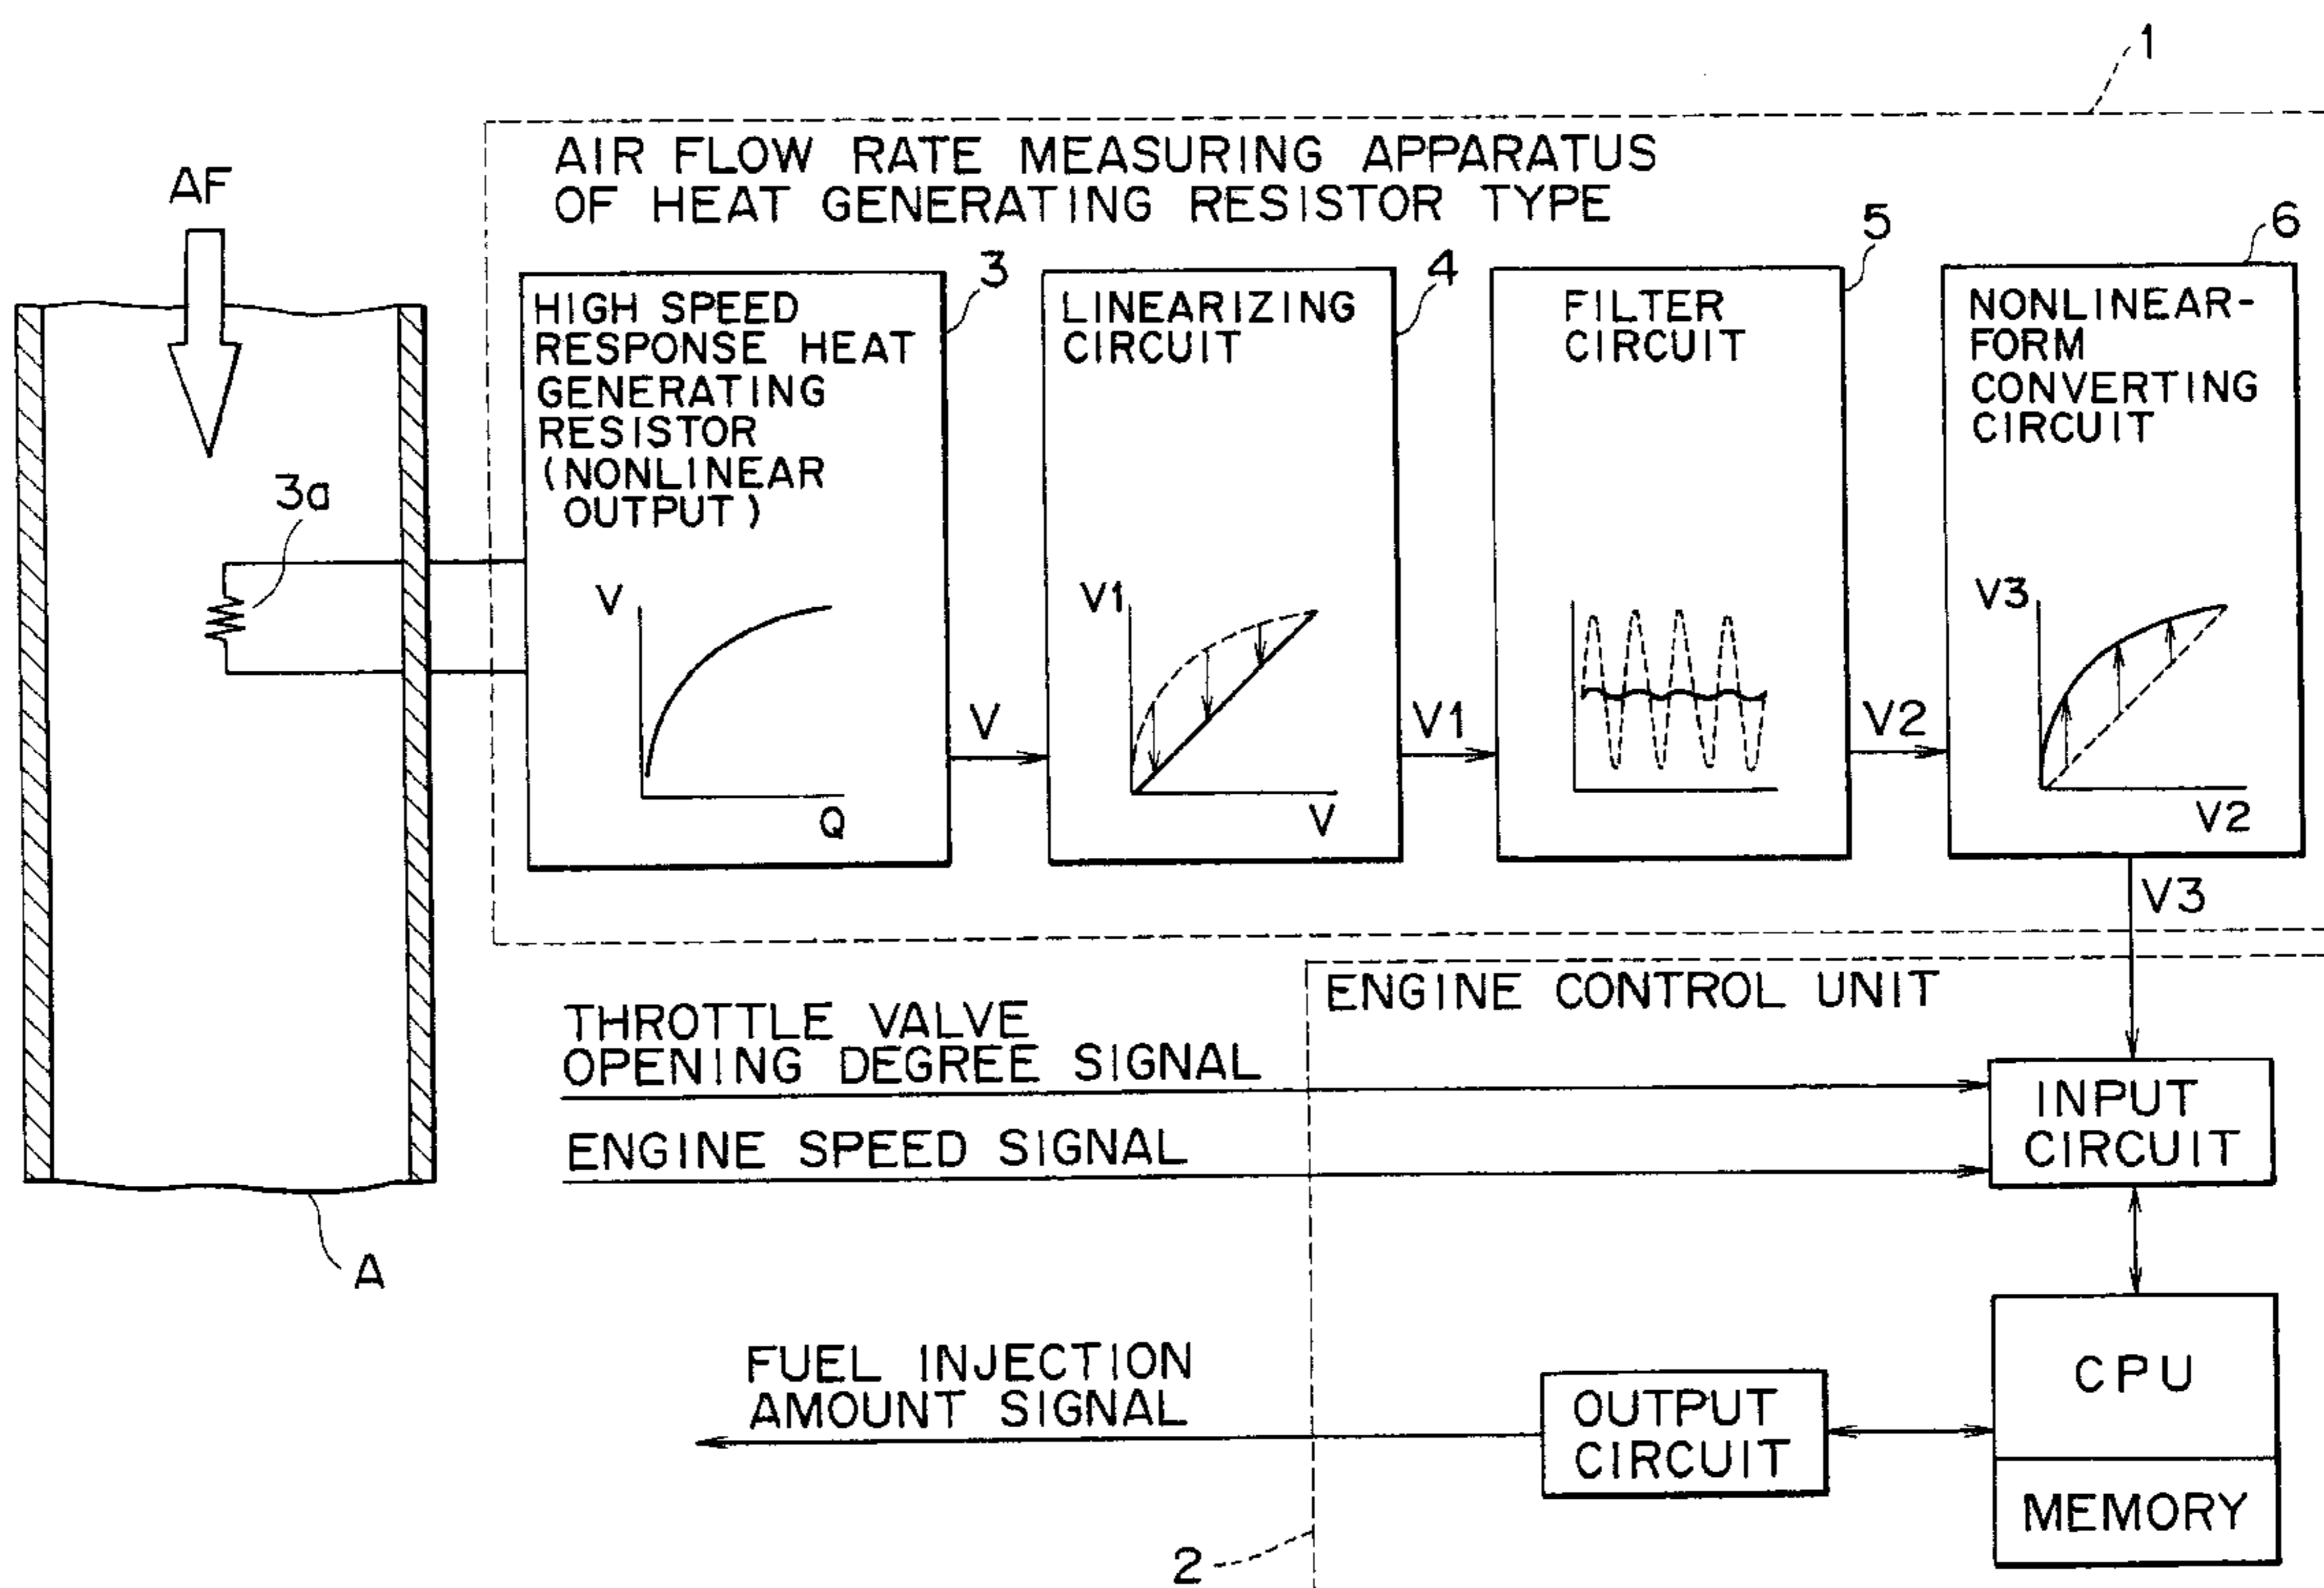 1
AIR FLOW RATE MEASURING APPARATUS
OF HEAT GENERATING RESISTOR TYPE
AF
3
4
5
6
HIGH SPEED
RESPONSE HEAT
GENERATING
RESISTOR
(NONLINEAR
OUTPUT)
LINEARIZING
CIRCUIT
FILTER
CIRCUIT
NONLINEAR-
FORM
CONVERTING
CIRCUIT
3a
V
Q
V
V1
V
V1
V2
V3
V2
V3
ENGINE CONTROL UNIT
THROTTLE VALVE
OPENING DEGREE SIGNAL
ENGINE SPEED SIGNAL
INPUT
CIRCUIT
A
FUEL INJECTION
AMOUNT SIGNAL
OUTPUT
CIRCUIT
CPU
MEMORY
2